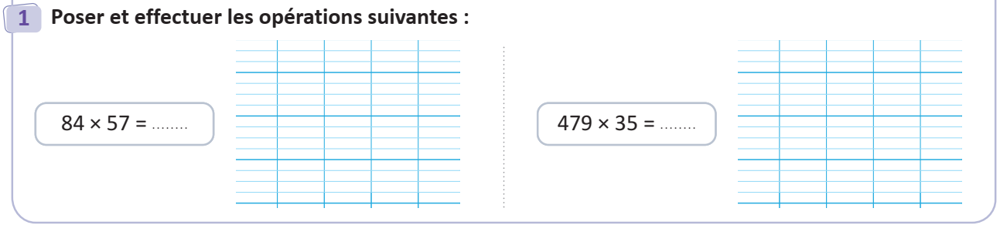 1 Poser et effectuer les opérations suivantes :
84 × 57 = ........
479 × 35 = ........